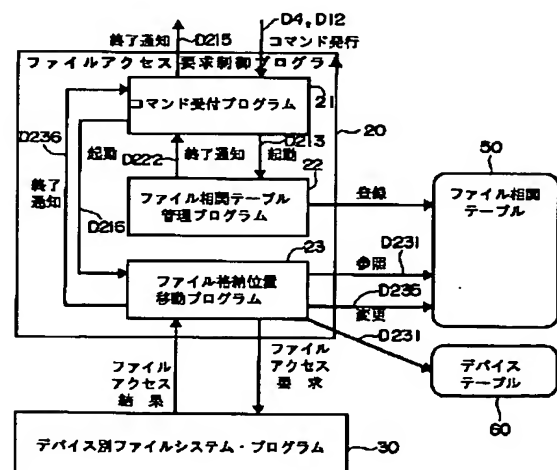 D215
D4, D12
終了通知
コマンド発行
ファイルアクセス要求制御プログラム
コマンド受付プログラム
21
20
D236
起動
D222
終了通知
D213
起動
終了
通知
D216
22
ファイル相関テーブル
管理プログラム
登録
50
ファイル相関
テーブル
23
ファイル格納位置
移動プログラム
参照
D231
D235
変更
D231
デバイス
テーブル
60
ファイル
アクセス
結果
ファイル
アクセス
要求
デバイス別ファイルシステム・プログラム
30